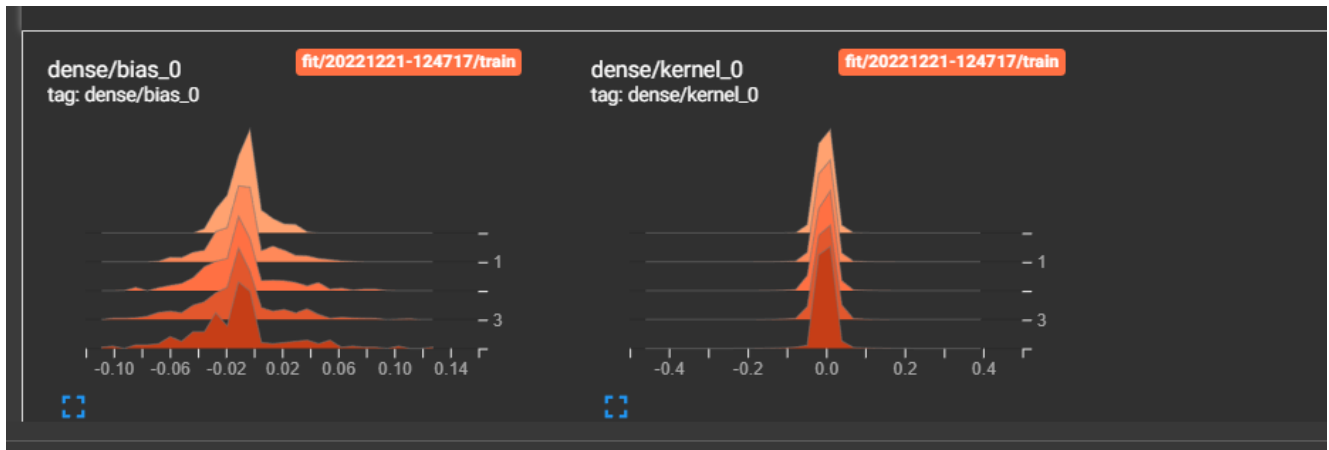 dense/bias_0
fit/20221221-124717/train
tag: dense/bias_0
1
3
-0.10 -0.06 -0.02 0.02 0.06 0.10 0.14
dense/kernel_0
fit/20221221-124717/train
tag: dense/kernel_0
1
3
-0.4 -0.2 0.0 0.2 0.4